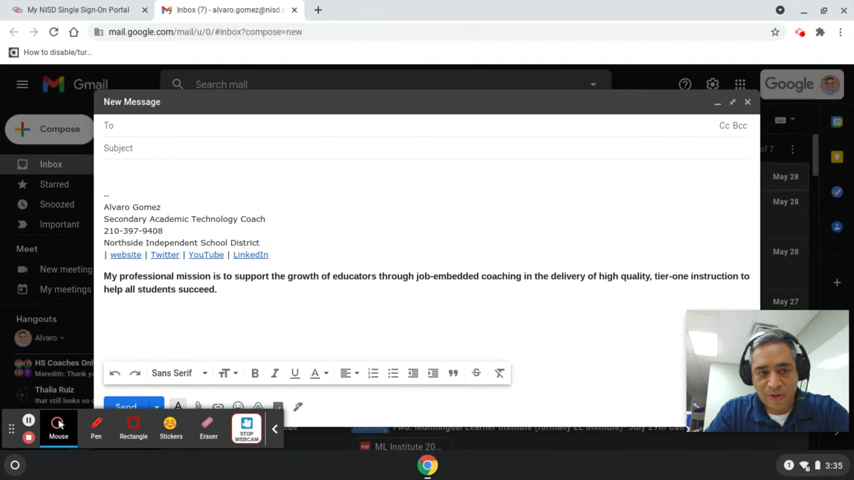 My NISD Single Sign-On Portal
Inbox (7) - alvaro.gomez@nisd.n
mail.google.com/mail/u/0/#inbox?compose=new
How to disable/tur...
Gmail
Search mail
Google
New Message
Compose
To
Cc Bcc
of 7
Subject
Inbox
Starred
Snoozed
Important
May 28
May 28
May 28
May 27
--
Alvaro Gomez
Secondary Academic Technology Coach
210-397-9408
Northside Independent School District
| website | Twitter | YouTube | LinkedIn
My professional mission is to support the growth of educators through job-embedded coaching in the delivery of high quality, tier-one instruction to
help all students succeed.
Meet
New meeting
My meetings
Hangouts
Alvaro
HS Coaches Onl
Meredith: Thank you
Thalia Ruiz
that still looks so c
Sans Serif
Send
Mouse
Pen
Rectangle
Stickers
Eraser
STOP
WEBCAM
Fwd: Multilingual Learner Institute (formally EL Institute) - July 29th
ML Institute 20...
1
3:35